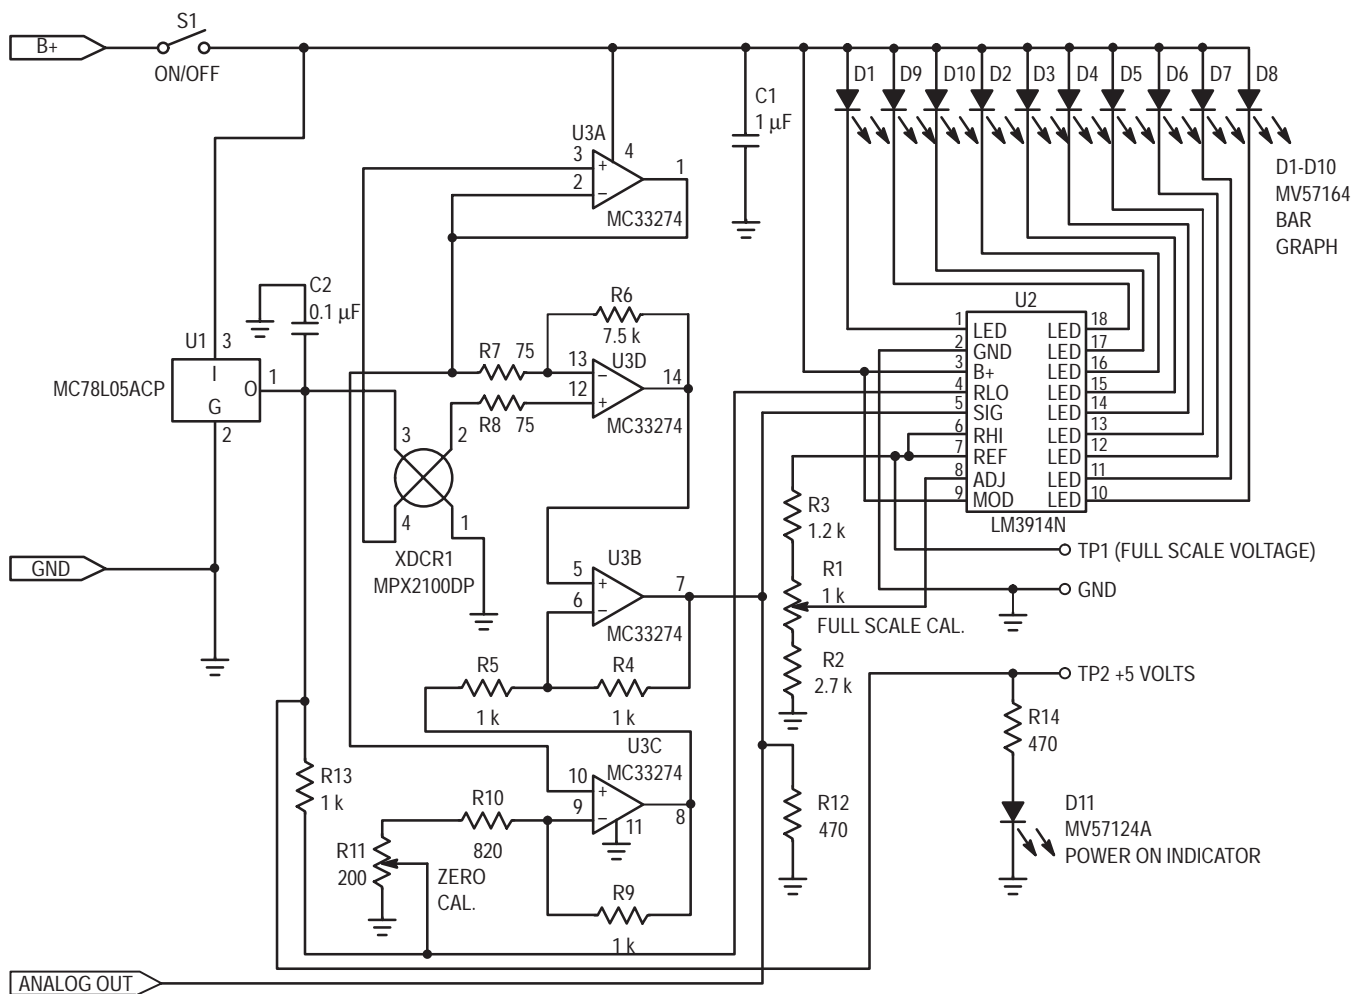 S1
B+
ON/OFF
D1 D9 D10 D2 D3 D4 D5 D6 D7 D8
C1
1 μF
U3A
3
4
1
2
+
−
MC33274
D1-D10
MV57164
BAR
GRAPH
C2
0.1 μF
U1
3
MC78L05ACP
I
O
G
1
2
R6
7.5 k
R7 75
13
U3D
12
−
+
14
MC33274
R8 75
3
2
4
1
XDCR1
MPX2100DP
U2
1 LED LED 18
2 GND LED 17
3 B+ LED 16
4 RLO LED 15
5 SIG LED 14
6 RHI LED 13
7 REF LED 12
8 ADJ LED 11
9 MOD LED 10
LM3914N
R3
1.2 k
TP1 (FULL SCALE VOLTAGE)
GND
GND
R1
1 k
FULL SCALE CAL.
U3B
5
7
6
+
−
MC33274
R5
1 k
R4
1 k
R2
2.7 k
TP2 +5 VOLTS
R14
470
U3C
MC33274
10
9
+
−
11
8
R13
1 k
R10
820
R11
200
ZERO
CAL.
R9
1 k
R12
470
D11
MV57124A
POWER ON INDICATOR
ANALOG OUT